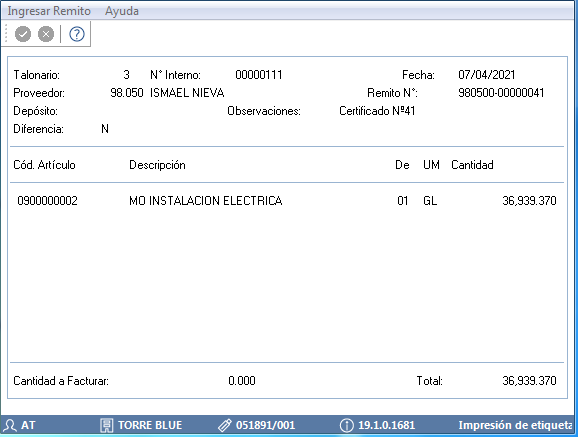 Ingresar Remito Ayuda
Talonario: 3 N° Interno: 00000111 Fecha: 07/04/2021
Proveedor: 98.050 ISMAEL NIEVA Remito N°: 980500-00000041
Depósito: Observaciones: Certificado Nº41
Diferencia: N
Cód. Artículo Descripción De UM Cantidad
0900000002 MO INSTALACION ELECTRICA 01 GL 36,939.370
Cantidad a Facturar: 0.000 Total: 36,939.370
AT TORRE BLUE 051891/001 19.1.0.1681 Impresión de etiqueta